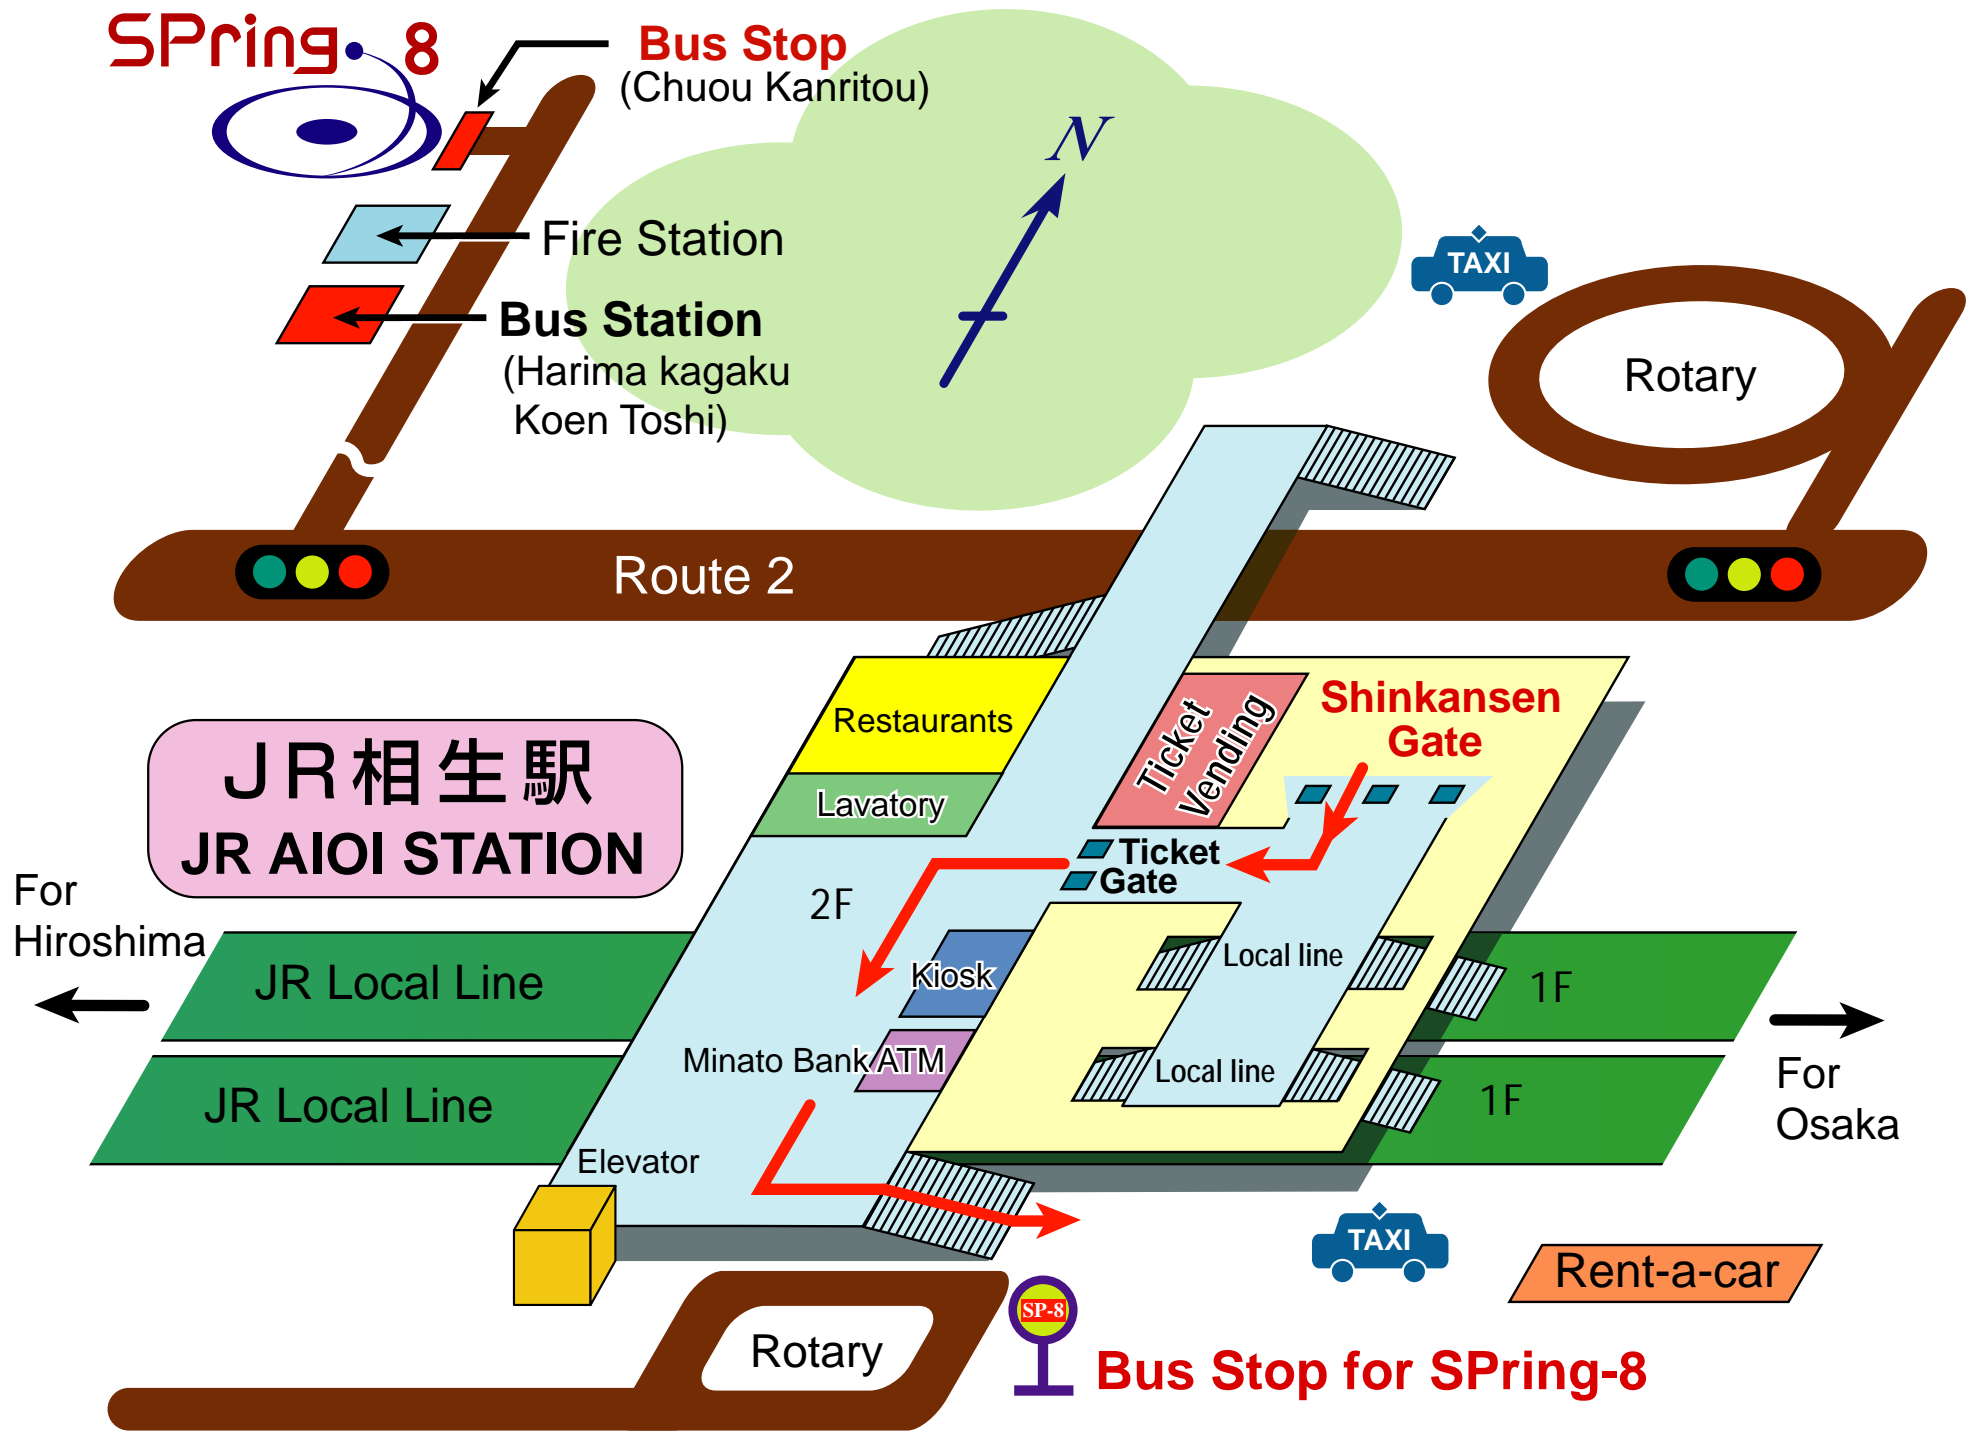 SPring-8
Bus Stop
(Chuou Kanritou)
N
Fire Station
TAXI
Bus Station
(Harima kagaku
Koen Toshi)
Rotary
Route 2
Restaurants
Ticket
Vending
Shinkansen
Gate
JR相生駅
JR AIOI STATION
Lavatory
Ticket
Gate
For
Hiroshima
2F
JR Local Line
Kiosk
Local line
1F
Minato Bank ATM
Local line
JR Local Line
1F
For
Osaka
Elevator
TAXI
Rent-a-car
SP-8
Rotary
Bus Stop for SPring-8